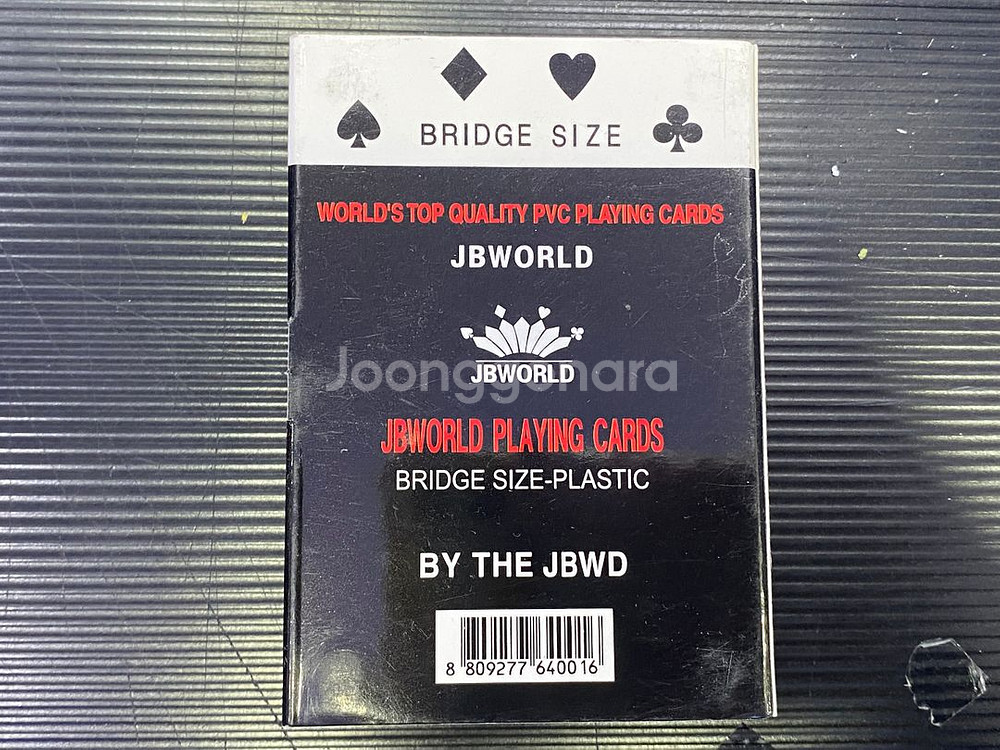 BRIDGE SIZE
WORLD'S TOP QUALITY PVC PLAYING CARDS
JBWORLD
JBWORLD
Joonggonara
JBWORLD PLAYING CARDS
BRIDGE SIZE-PLASTIC
BY THE JBWD
8 809277 640016